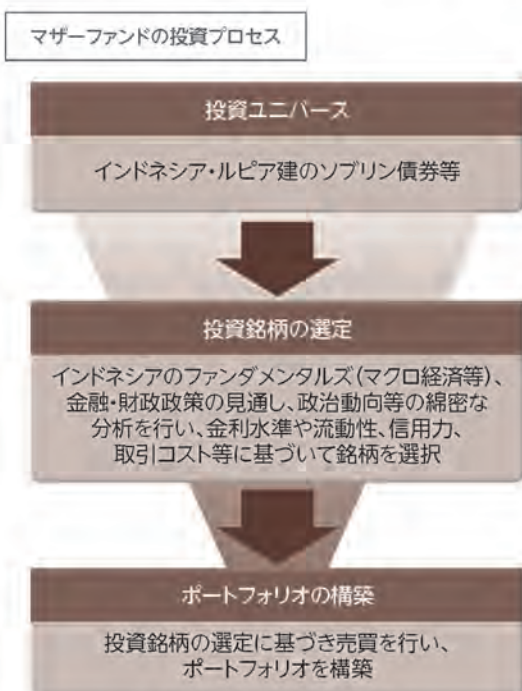 マザーファンドの投資プロセス
投資ユニバース
インドネシア・ルピア建のソブリン債券等
投資銘柄の選定
インドネシアのファンダメンタルズ(マクロ経済等)、
金融・財政政策の見通し、政治動向等の綿密な
分析を行い、金利水準や流動性、信用力、
取引コスト等に基づいて銘柄を選択
ポートフォリオの構築
投資銘柄の選定に基づき売買を行い、
ポートフォリオを構築